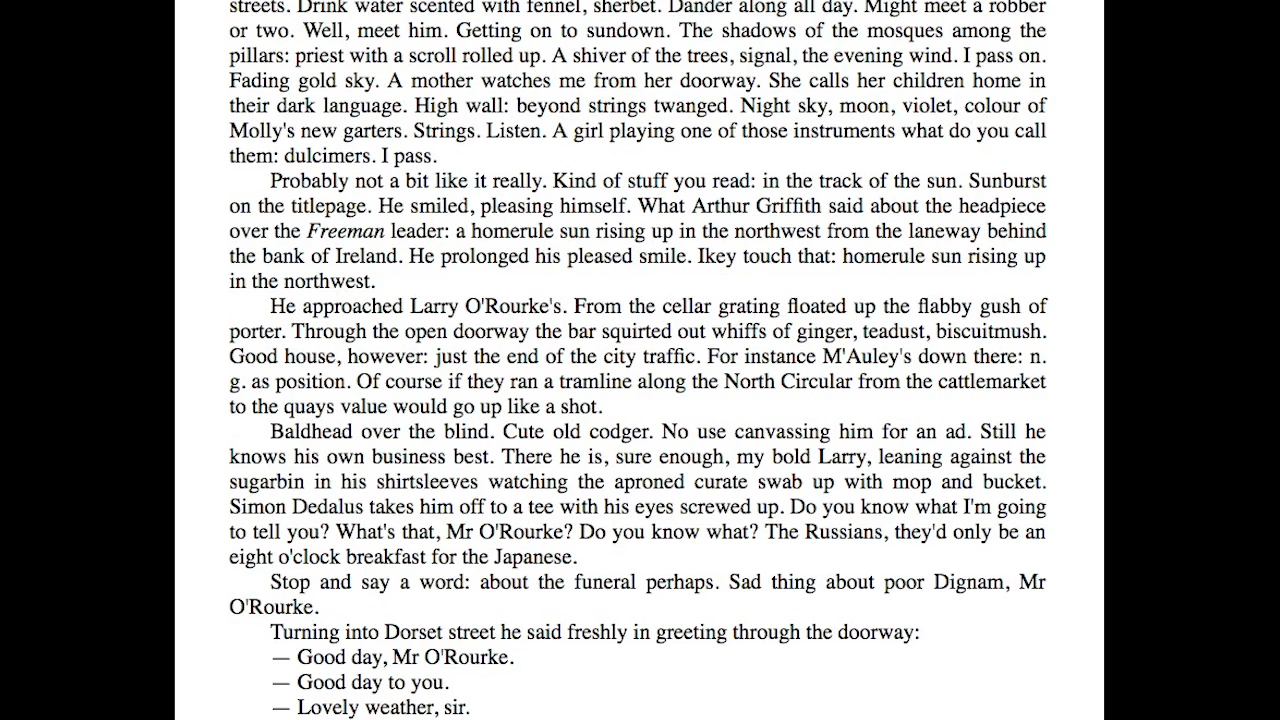 streets. Drink water scented with fennel, sherbet. Dander along all day. Might meet a robber
or two. Well, meet him. Getting on to sundown. The shadows of the mosques among the
pillars: priest with a scroll rolled up. A shiver of the trees, signal, the evening wind. I pass on.
Fading gold sky. A mother watches me from her doorway. She calls her children home in
their dark language. High wall: beyond strings twanged. Night sky, moon, violet, colour of
Molly's new garters. Strings. Listen. A girl playing one of those instruments what do you call
them: dulcimers. I pass.
Probably not a bit like it really. Kind of stuff you read: in the track of the sun. Sunburst
on the titlepage. He smiled, pleasing himself. What Arthur Griffith said about the headpiece
over the Freeman leader: a homerule sun rising up in the northwest from the laneway behind
the bank of Ireland. He prolonged his pleased smile. Ikey touch that: homerule sun rising up
in the northwest.
He approached Larry O'Rourke's. From the cellar grating floated up the flabby gush of
porter. Through the open doorway the bar squirted out whiffs of ginger, teadust, biscuitmush.
Good house, however: just the end of the city traffic. For instance M'Auley's down there: n.
g. as position. Of course if they ran a tramline along the North Circular from the cattlemarket
to the quays value would go up like a shot.
Baldhead over the blind. Cute old codger. No use canvassing him for an ad. Still he
knows his own business best. There he is, sure enough, my bold Larry, leaning against the
sugarbin in his shirtsleeves watching the aproned curate swab up with mop and bucket.
Simon Dedalus takes him off to a tee with his eyes screwed up. Do you know what I'm going
to tell you? What's that, Mr O'Rourke? Do you know what? The Russians, they'd only be an
eight o'clock breakfast for the Japanese.
Stop and say a word: about the funeral perhaps. Sad thing about poor Dignam, Mr
O'Rourke.
Turning into Dorset street he said freshly in greeting through the doorway:
— Good day, Mr O'Rourke.
— Good day to you.
— Lovely weather, sir.